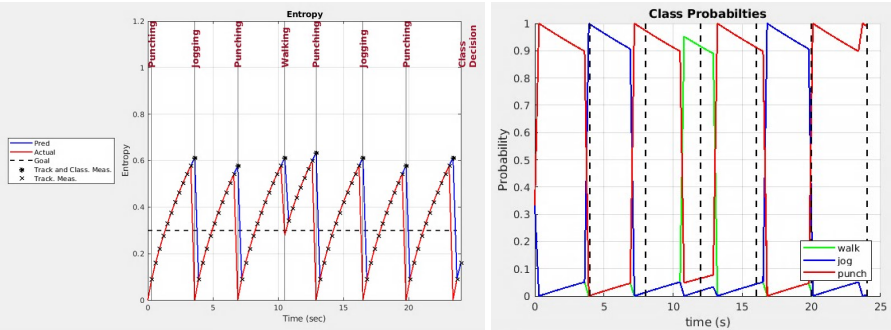 Entropy
1.2
1
0.8
0.6
0.4
0.2
0
Entropy
Punching
Jogging
Punching
Walking
Punching
Jogging
Punching
Class
Decision
0
5
10
15
20
Time (sec)
Pred
Actual
Goal
Track and Class. Meas.
Track. Meas.
Class Probabilties
1
0.9
0.8
0.7
0.6
0.5
0.4
0.3
0.2
0.1
0
Probability
walk
jog
punch
0
5
10
15
20
25
time (s)